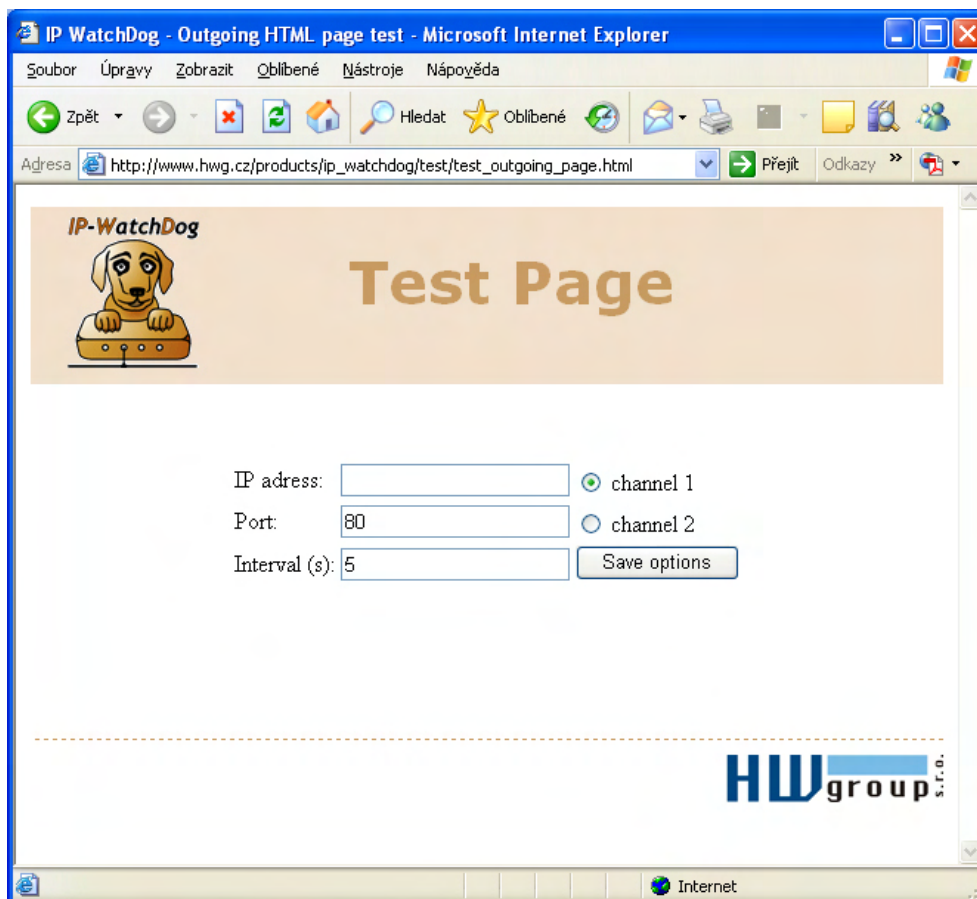 IP WatchDog - Outgoing HTML page test - Microsoft Internet Explorer
Soubor Úpravy Zobrazit Oblíbené Nástroje Nápověda
Zpět Hledat Oblíbené
Adresa http://www.hwg.cz/products/ip_watchdog/test/test_outgoing_page.html Přejít Odkazy »
IP-WatchDog
Test Page
IP adress: channel 1
Port: 80 channel 2
Interval (s): 5 Save options
HW group s.r.o.
Internet